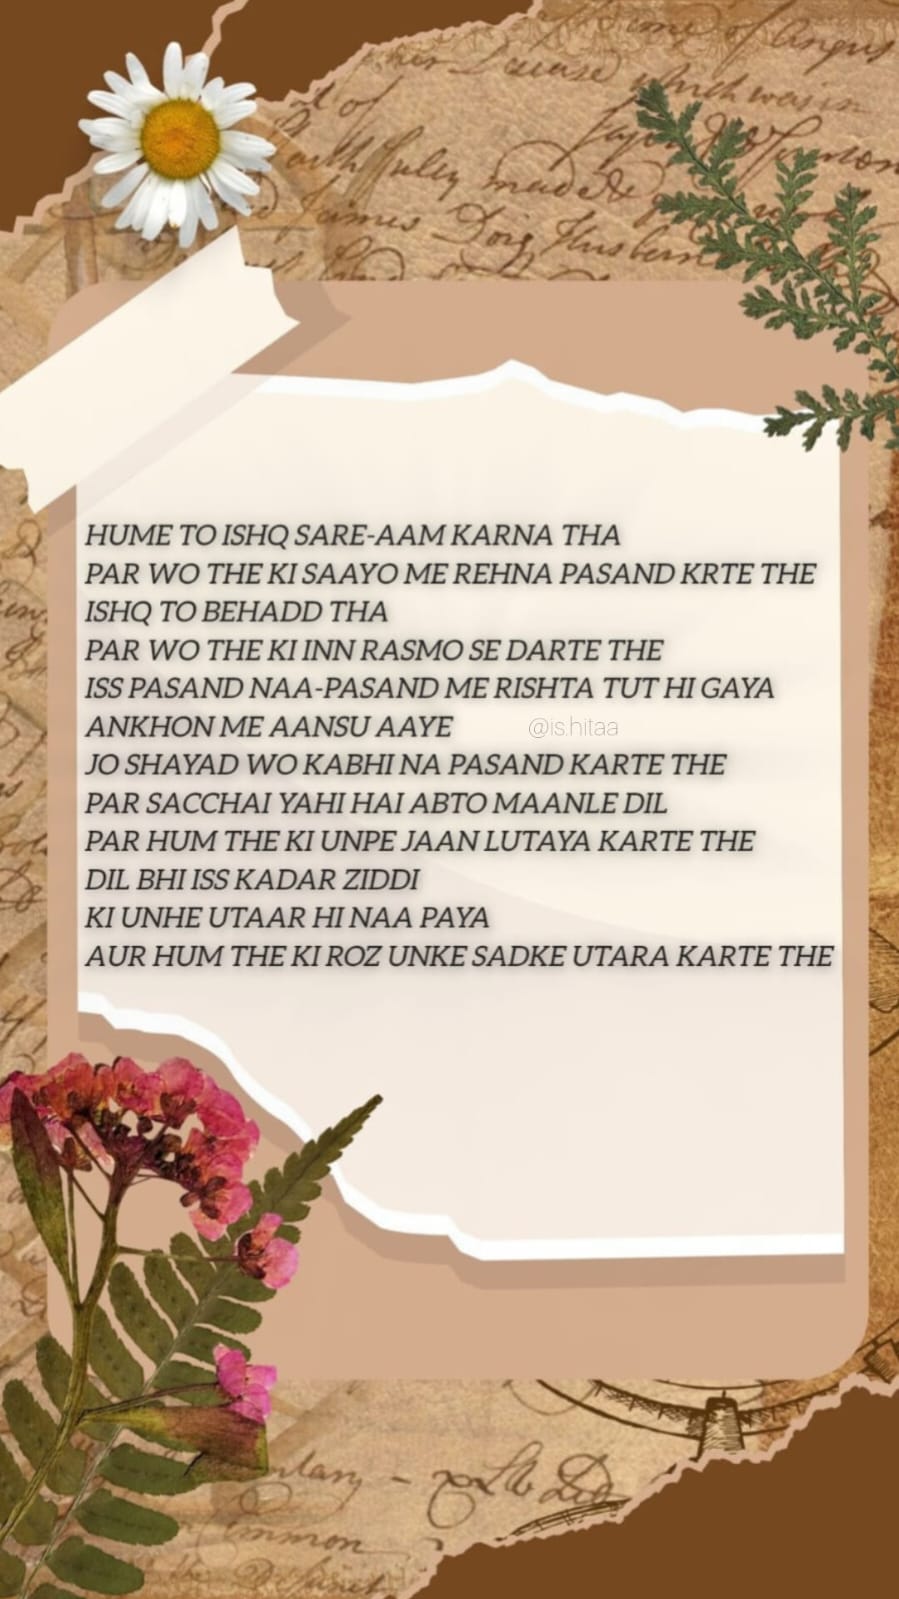 HUME TO ISHQ SARE-AAM KARNA THA
PAR WO THE KI SAAYO ME REHNA PASAND KRTE THE
ISHQ TO BEHADD THA
PAR WO THE KI INN RASMO SE DARTE THE
ISS PASAND NAA-PASAND ME RISHTA TUT HI GAYA
ANKHON ME AANSU AAYE
@is.hitaa
JO SHAYAD WO KABHI NA PASAND KARTE THE
PAR SACCHAI YAHI HAI ABTO MAANLE DIL
PAR HUM THE KI UNPE JAAN LUTAYA KARTE THE
DIL BHI ISS KADAR ZIDDI
KI UNHE UTAAR HI NAA PAYA
AUR HUM THE KI ROZ UNKE SADKE UTARA KARTE THE